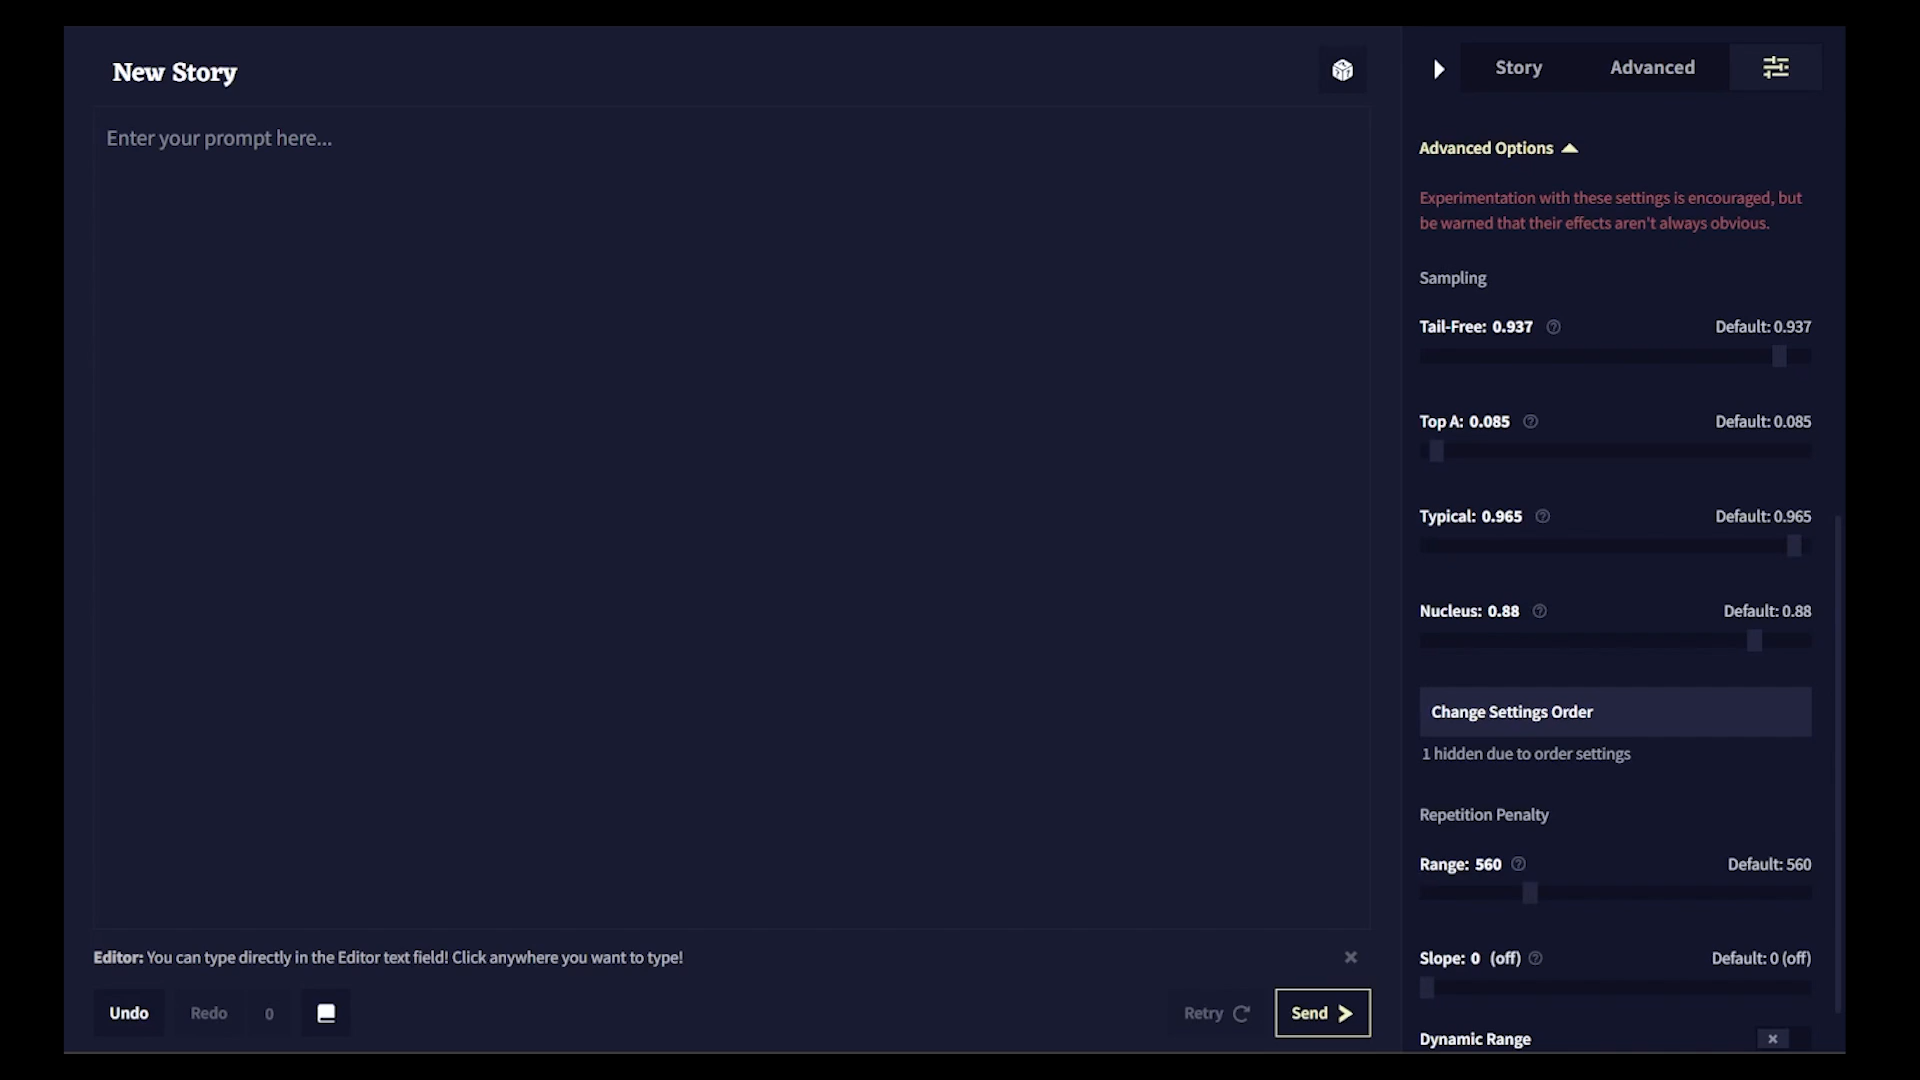 New Story
Enter your prompt here...
Editor: You can type directly in the Editor text field! Click anywhere you want to type!
Undo
Redo
0
Retry
Send
Story
Advanced
Advanced Options
Experimentation with these settings is encouraged, but
be warned that their effects aren't always obvious.
Sampling
Tail-Free: 0.937 Default: 0.937
Top A: 0.085 Default: 0.085
Typical: 0.965 Default: 0.965
Nucleus: 0.88 Default: 0.88
Change Settings Order
1 hidden due to order settings
Repetition Penalty
Range: 560 Default: 560
Slope: 0 (off) Default: 0 (off)
Dynamic Range